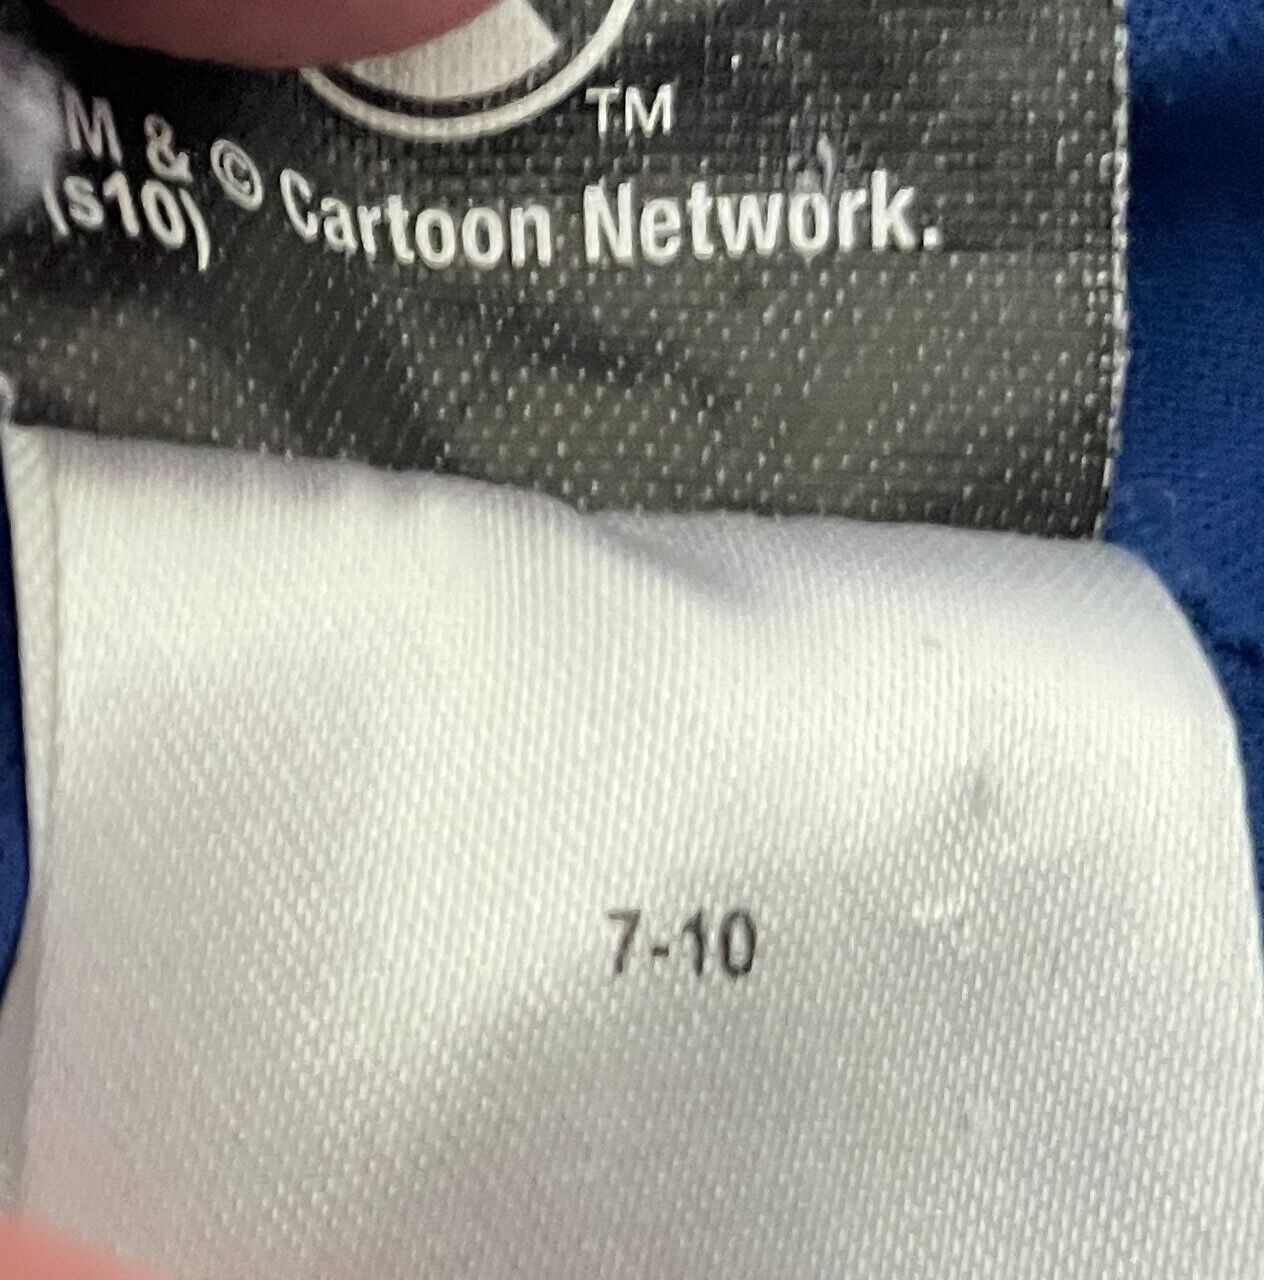 TM
M & © Cartoon Network.
(s10)
7-10